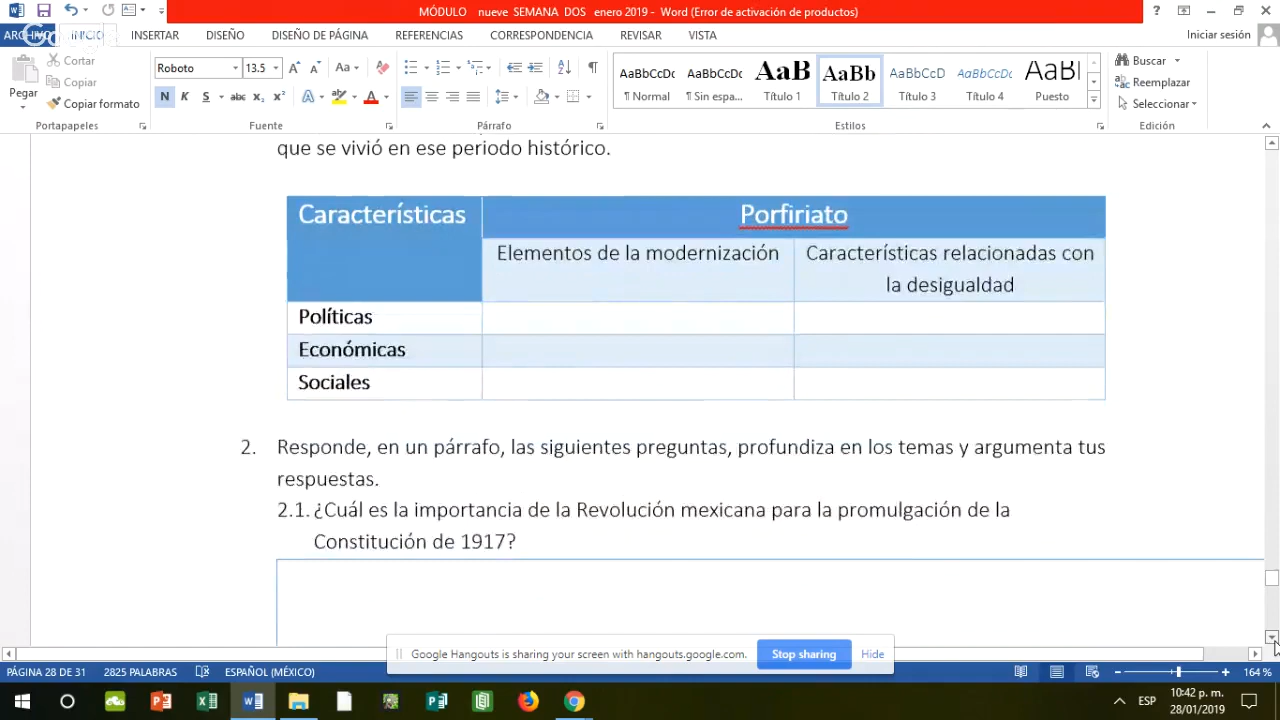 MÓDULO nueve SEMANA DOS enero 2019 - Word (Error de activación de productos)
INICIO INSERTAR DISEÑO DISEÑO DE PÁGINA REFERENCIAS CORRESPONDENCIA REVISAR VISTA Iniciar sesión
Pegar
Cortar
Copiar
Copiar formato
Portapapeles
Roboto 13.5
Aa
N K S abc x₂ x²
A
Fuente
Párrafo
AaBbCcDc AaBbCcDc AaB AaBb AaBbCcD AaBbCcD AaBbC
¶ Normal ¶ Sin espa... Título 1 Título 2 Título 3 Título 4 Puesto
Estilos
Buscar
Reemplazar
Seleccionar
Edición
que se vivió en ese periodo histórico.
Características Porfiriato
Elementos de la modernización Características relacionadas con
la desigualdad
Políticas
Económicas
Sociales
2. Responde, en un párrafo, las siguientes preguntas, profundiza en los temas y argumenta tus
respuestas.
2.1. ¿Cuál es la importancia de la Revolución mexicana para la promulgación de la
Constitución de 1917?
Google Hangouts is sharing your screen with hangouts.google.com. Stop sharing Hide
PÁGINA 28 DE 31 2825 PALABRAS ESPAÑOL (MÉXICO) 164 %
ESP 10:42 p. m.
28/01/2019